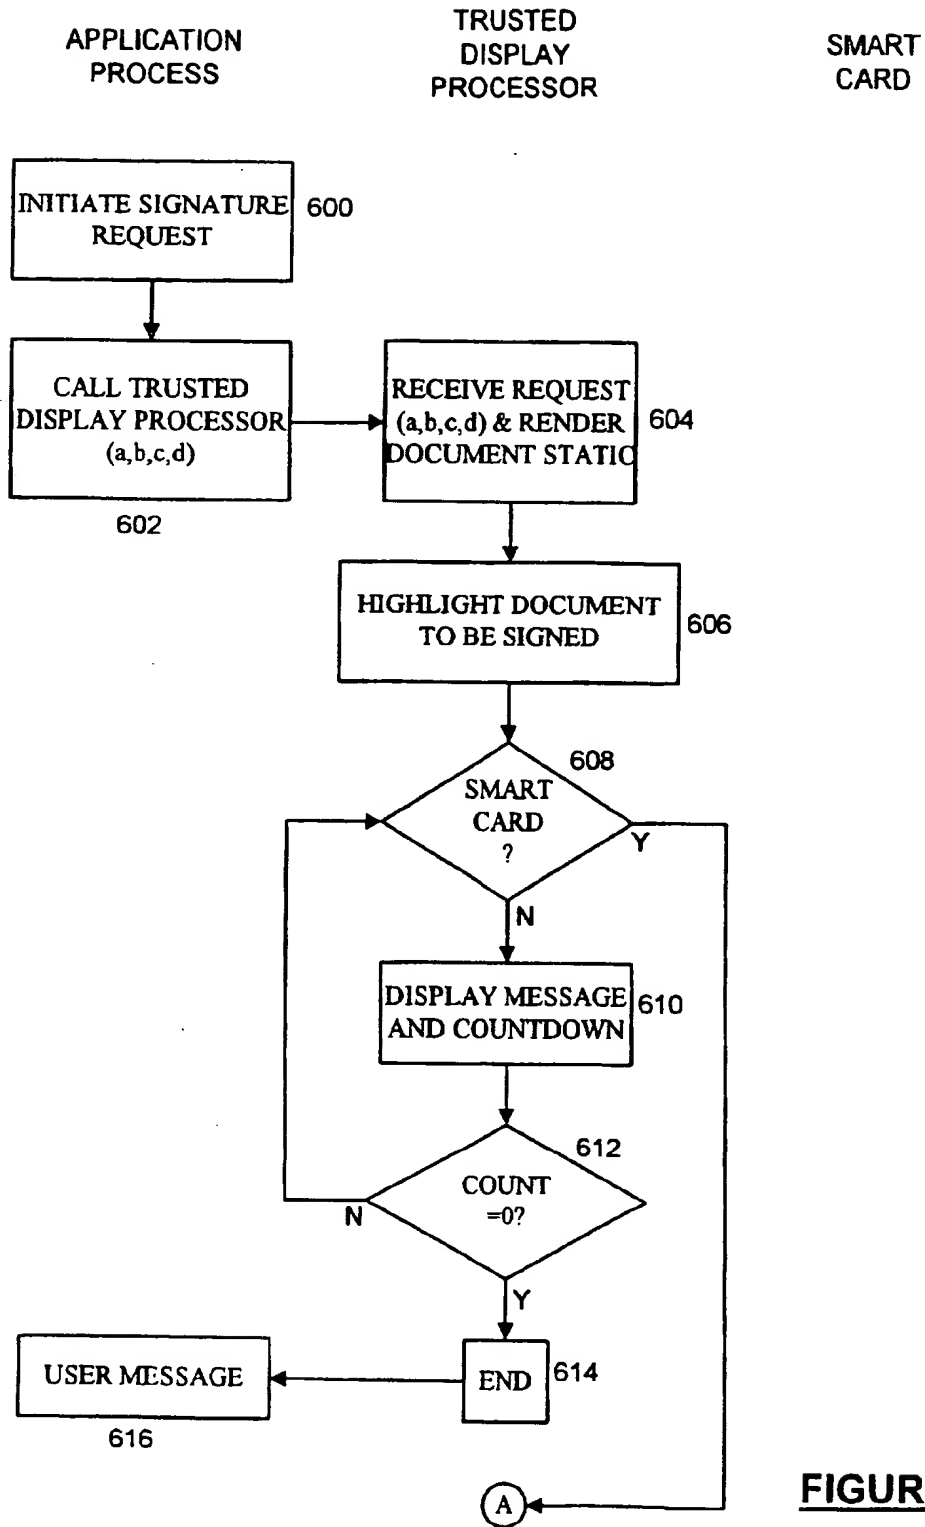 APPLICATION
PROCESS
TRUSTED
DISPLAY
PROCESSOR
SMART
CARD
INITIATE SIGNATURE
REQUEST
600
CALL TRUSTED
DISPLAY PROCESSOR
(a,b,c,d)
602
RECEIVE REQUEST
(a,b,c,d) & RENDER
DOCUMENT STATIC
604
HIGHLIGHT DOCUMENT
TO BE SIGNED
606
608
SMART
CARD
?
Y
N
DISPLAY MESSAGE
AND COUNTDOWN
610
612
COUNT
=0?
N
Y
USER MESSAGE
616
END
614
A
FIGUR